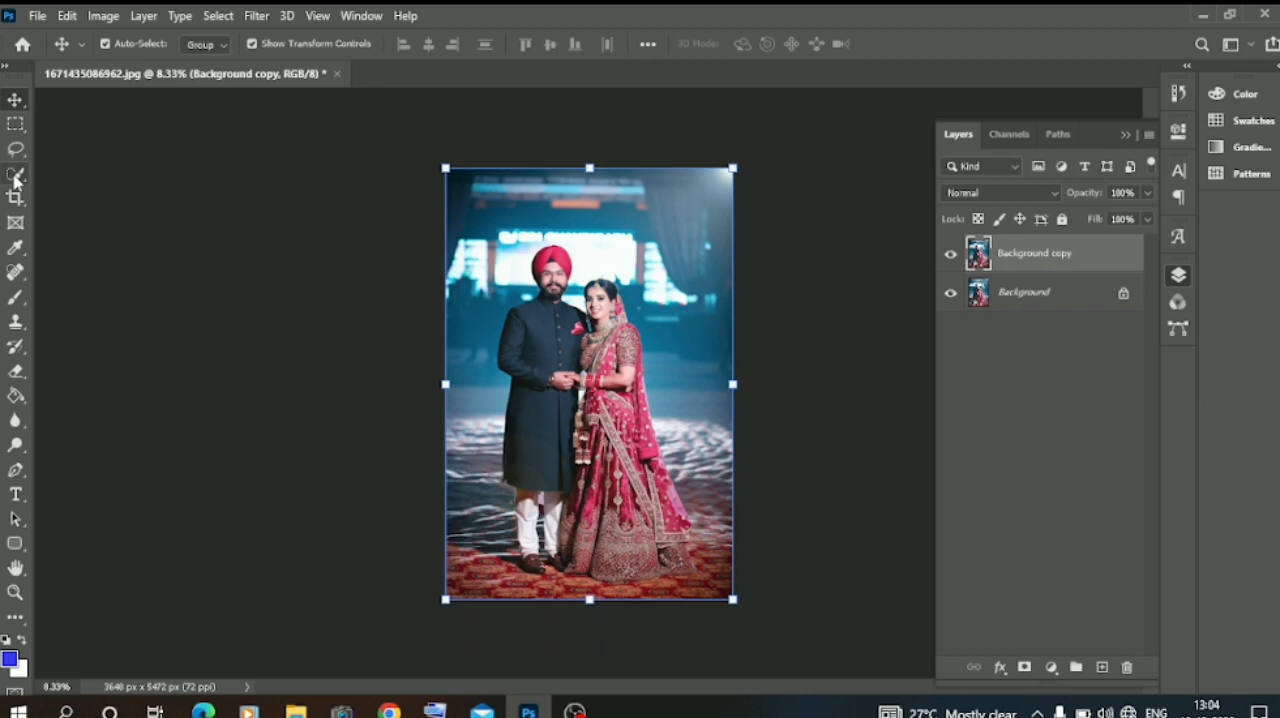 Ps File Edit Image Layer Type Select Filter 3D View Window Help
Auto-Select: Group Show Transform Controls 3D Mode:
1671435086962.jpg @ 8.33% (Background copy, RGB/8) *
Color
Swatches
Gradie...
Patterns
Layers Channels Paths
Kind
Normal Opacity: 100%
Lock: Fill: 100%
Background copy
Background
8.33% 3648 px x 5472 px (72 ppi)
Ps 27°C Mostly clear ENG 13:04